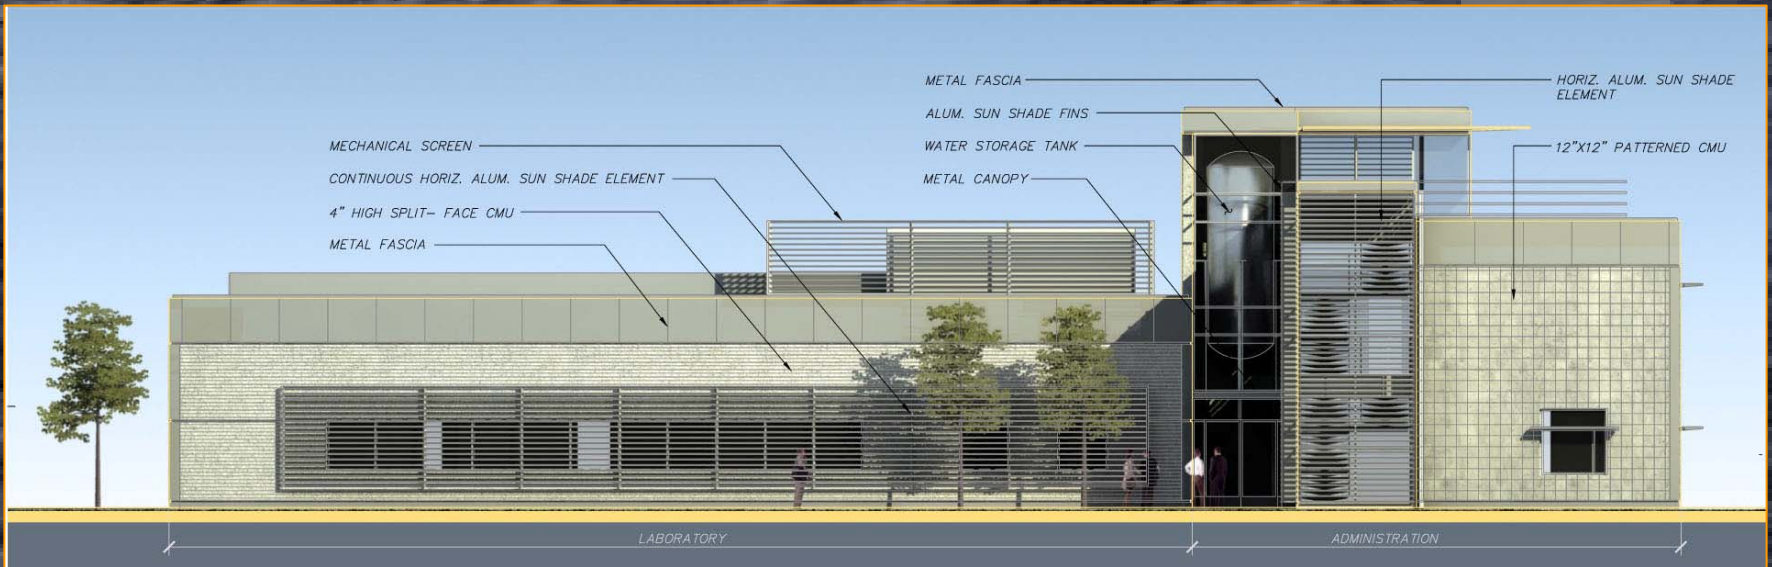 METAL FASCIA
HORIZ. ALUM. SUN SHADE
ELEMENT
ALUM. SUN SHADE FINS
MECHANICAL SCREEN
WATER STORAGE TANK
12"X12" PATTERNED CMU
CONTINUOUS HORIZ. ALUM. SUN SHADE ELEMENT
METAL CANOPY
4" HIGH SPLIT- FACE CMU
METAL FASCIA
LABORATORY
ADMINISTRATION